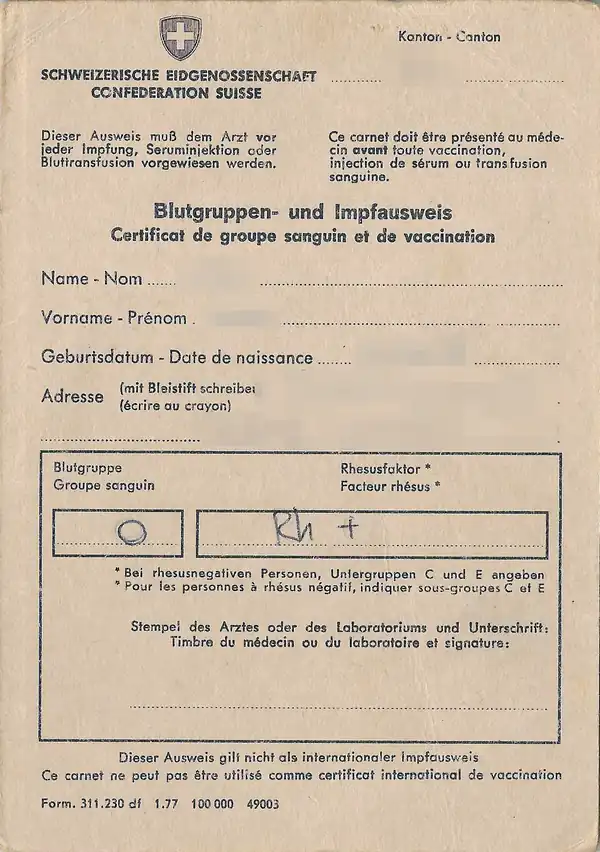 Kanton - Canton
SCHWEIZERISCHE EIDGENOSSENSCHAFT
CONFEDERATION SUISSE
Dieser Ausweis muß dem Arzt vor
jeder Impfung, Seruminjektion oder
Bluttransfusion vorgewiesen werden.
Ce carnet doit être présenté au méde-
cin avant toute vaccination,
injection de sérum ou transfusion
sanguine.
Blutgruppen- und Impfausweis
Certificat de groupe sanguin et de vaccination
Name - Nom
Vorname - Prénom
Geburtsdatum - Date de naissance
Adresse
(mit Bleistift schreiben
(écrire au crayon)
Blutgruppe
Groupe sanguin
Rhesusfaktor *
Facteur rhésus *
O
Rh +
* Bei rhesusnegativen Personen, Untergruppen C und E angeben
* Pour les personnes à rhésus négatif, indiquer sous-groupes C et E
Stempel des Arztes oder des Laboratoriums und Unterschrift:
Timbre du médecin ou du laboratoire et signature:
Dieser Ausweis gilt nicht als internationaler Impfausweis
Ce carnet ne peut pas être utilisé comme certificat international de vaccination
Form. 311.230 df 1.77 100 000 49003